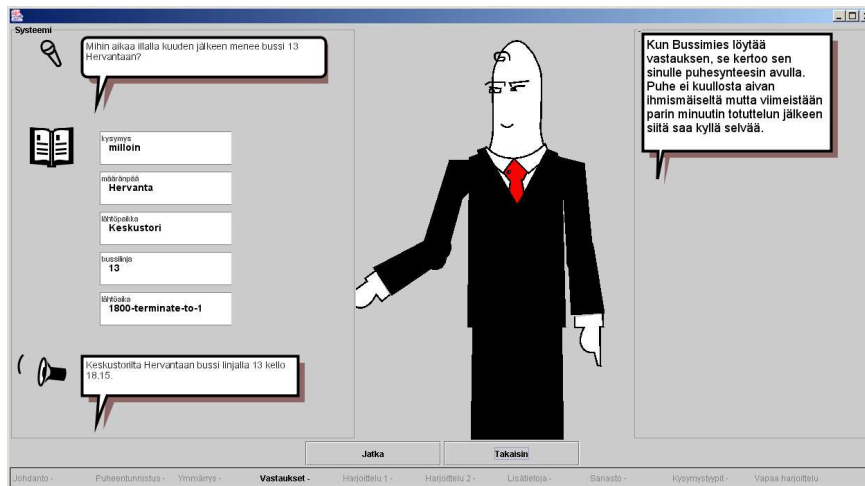 Systeemi
Mihin aikaa illalla kuuden jälkeen menee bussi 13
Hervantaan?
kysymys
milloin
määränpää
Hervanta
lähtöpaikka
Keskustori
bussilinja
13
lähtöaika
1800-terminate-to-1
Keskustorilta Hervantaan bussi linjalla 13 kello
18.15.
Kun Bussimies löytää
vastauksen, se kertoo sen
sinulle puhesynteesin avulla.
Puhe ei kuullosta aivan
ihmismäiseltä mutta viimeistään
parin minuutin totuttelun jälkeen
siitä saa kyllä selvää.
Jatka
Takaisin
Johdanto - Puheentunnistus - Ymmärrys - Vastaukset - Harjoittelu 1 - Harjoittelu 2 - Lisätietoja - Sanasto - Kysymystyypit - Vapaa harjoittelu